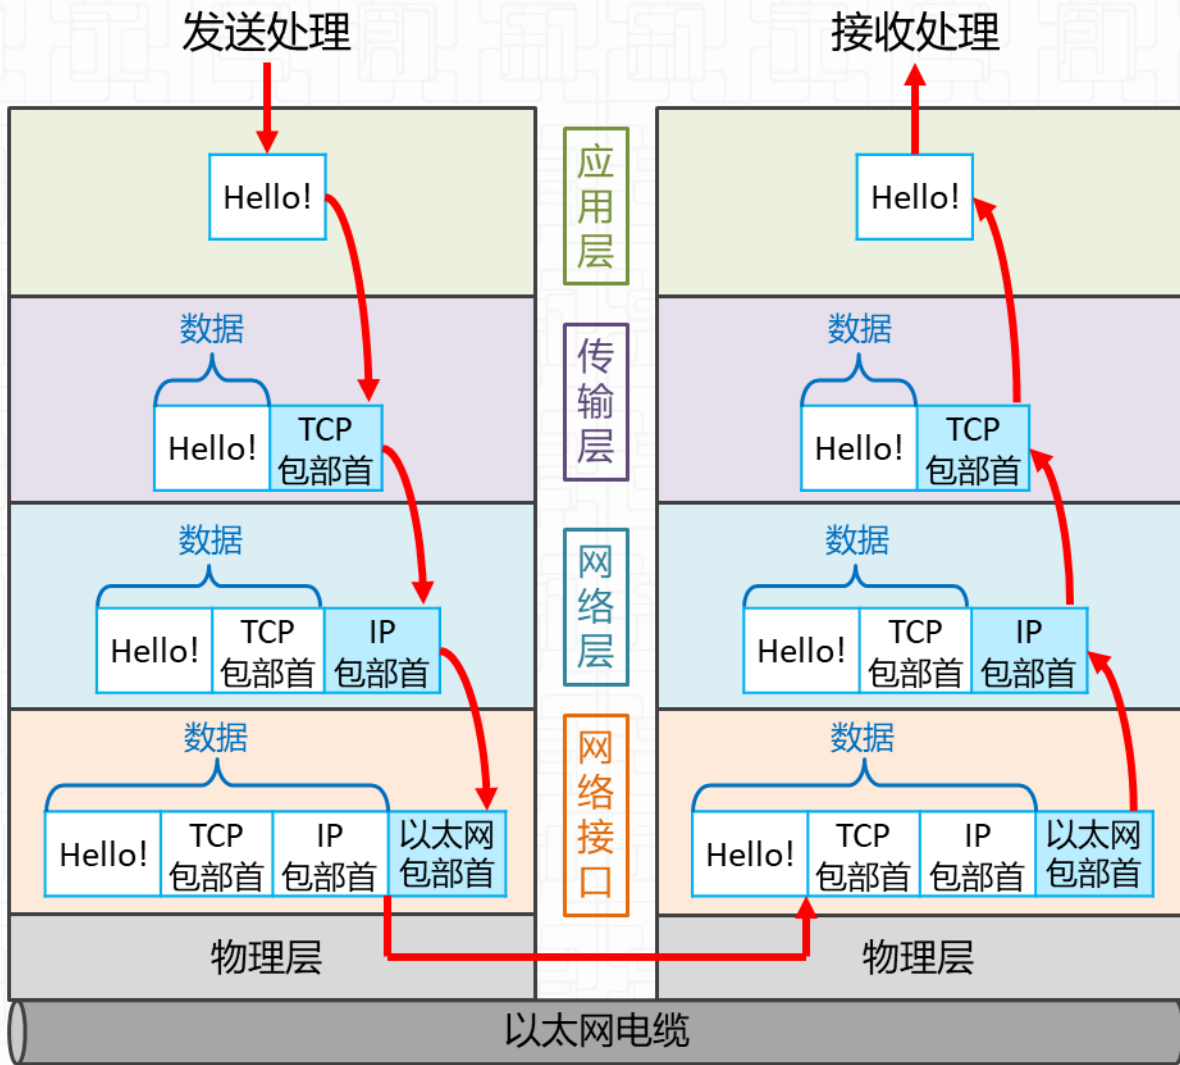 发送处理
接收处理
Hello!
应用层
Hello!
数据
Hello!
TCP
包部首
传输层
数据
Hello!
TCP
包部首
数据
Hello!
TCP
包部首
IP
包部首
网络层
数据
Hello!
TCP
包部首
IP
包部首
数据
Hello!
TCP
包部首
IP
包部首
以太网
包部首
网络接口
数据
Hello!
TCP
包部首
IP
包部首
以太网
包部首
物理层
物理层
以太网电缆